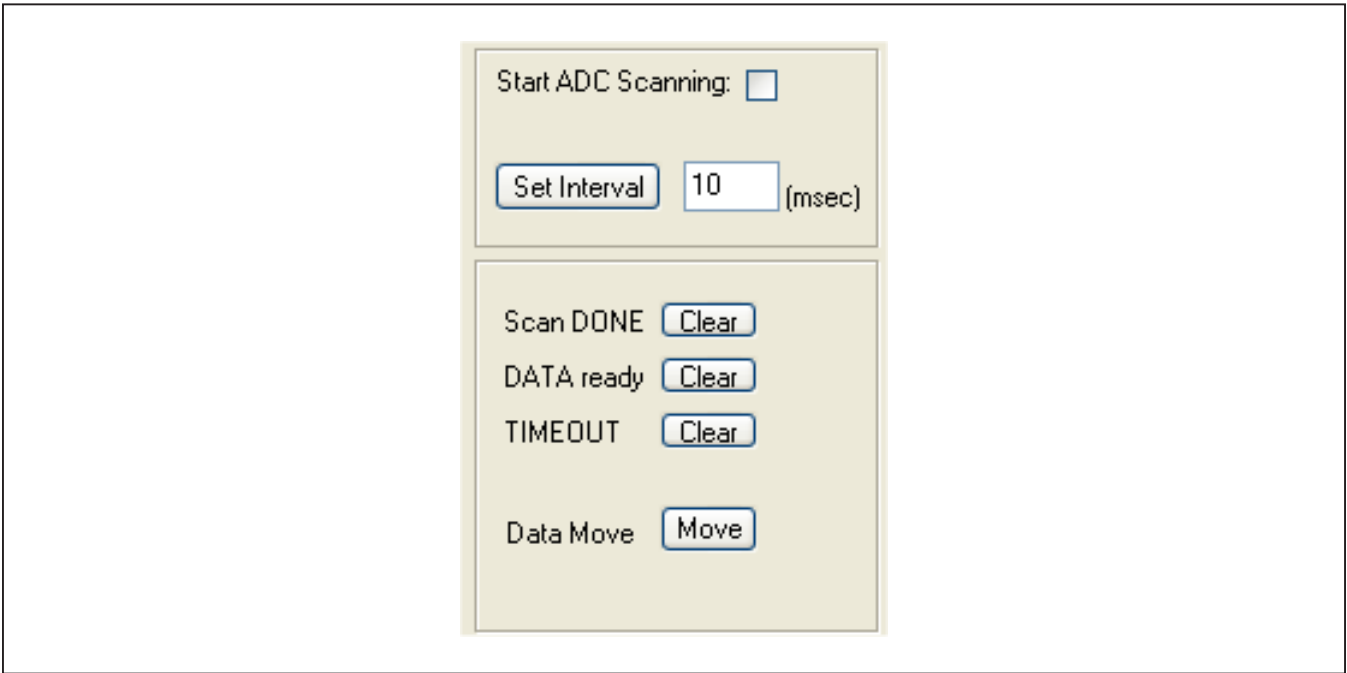 Start ADC Scanning:
Set Interval 10 (msec)
Scan DONE Clear
DATA ready Clear
TIMEOUT Clear
Data Move Move